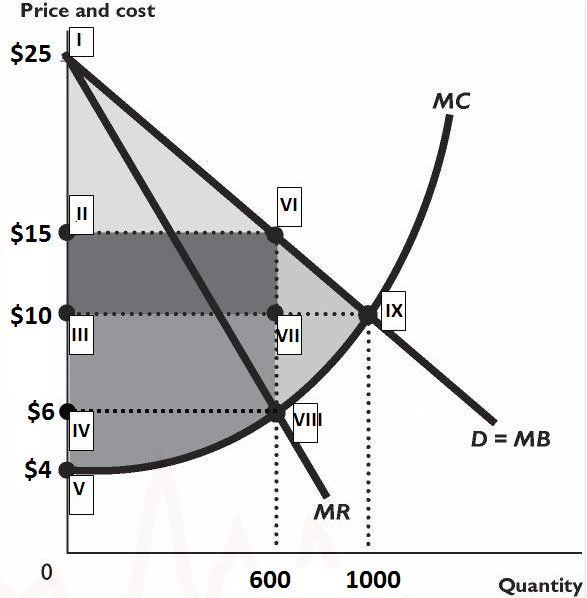 Price and cost
I
$25
MC
VI
II
$15
$10
IX
III
VII
$6
IV
VIII
D = MB
$4
V
MR
0
600
1000
Quantity